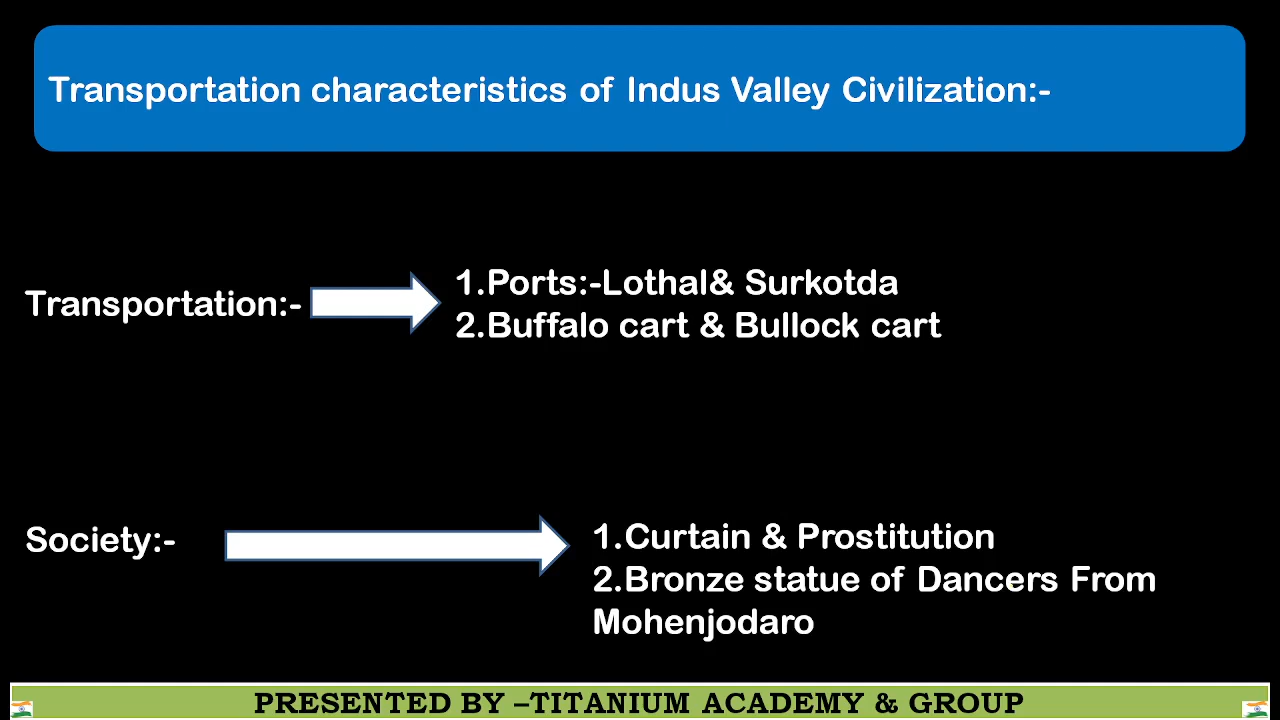 Transportation characteristics of Indus Valley Civilization:-
Transportation:-
1.Ports:-Lothal& Surkotda
2.Buffalo cart & Bullock cart
Society:-
1.Curtain & Prostitution
2.Bronze statue of Dancers From
Mohenjodaro
PRESENTED BY –TITANIUM ACADEMY & GROUP